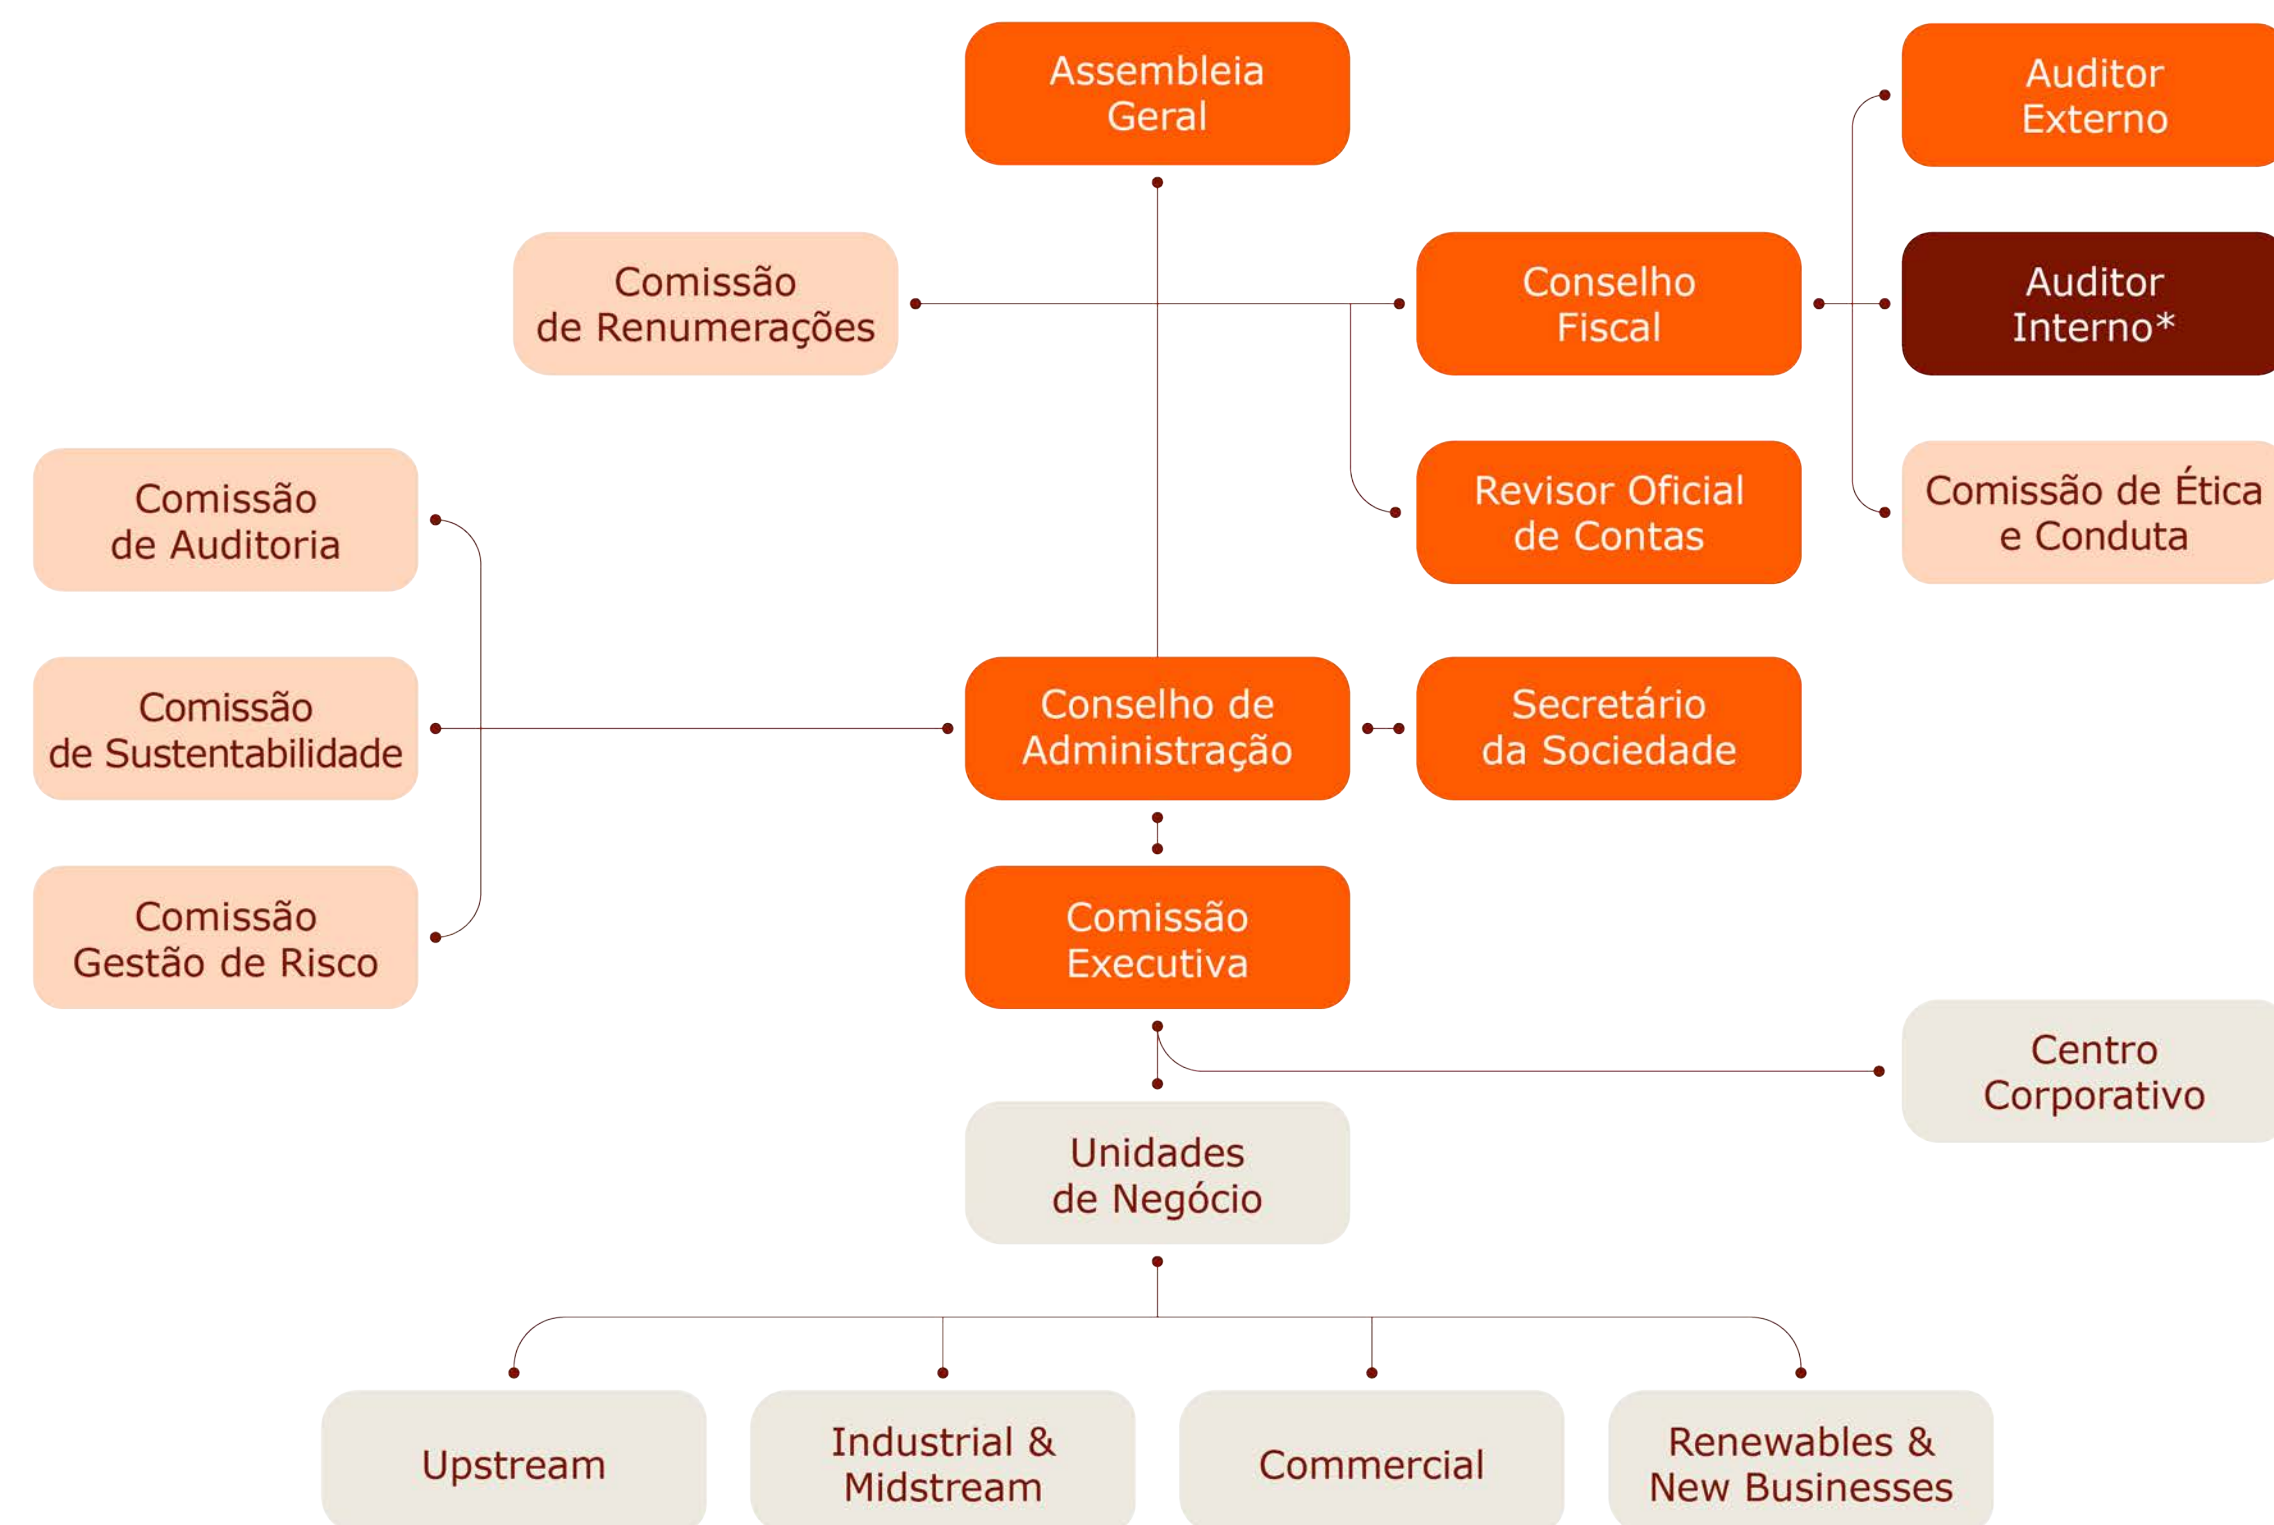 Assembleia
Geral
Auditor
Externo
Comissão
de Renumerações
Conselho
Fiscal
Auditor
Interno*
Comissão
de Auditoria
Revisor Oficial
de Contas
Comissão de Ética
e Conduta
Comissão
de Sustentabilidade
Conselho de
Administração
Secretário
da Sociedade
Comissão
Gestão de Risco
Comissão
Executiva
Centro
Corporativo
Unidades
de Negócio
Upstream
Industrial &
Midstream
Commercial
Renewables &
New Businesses